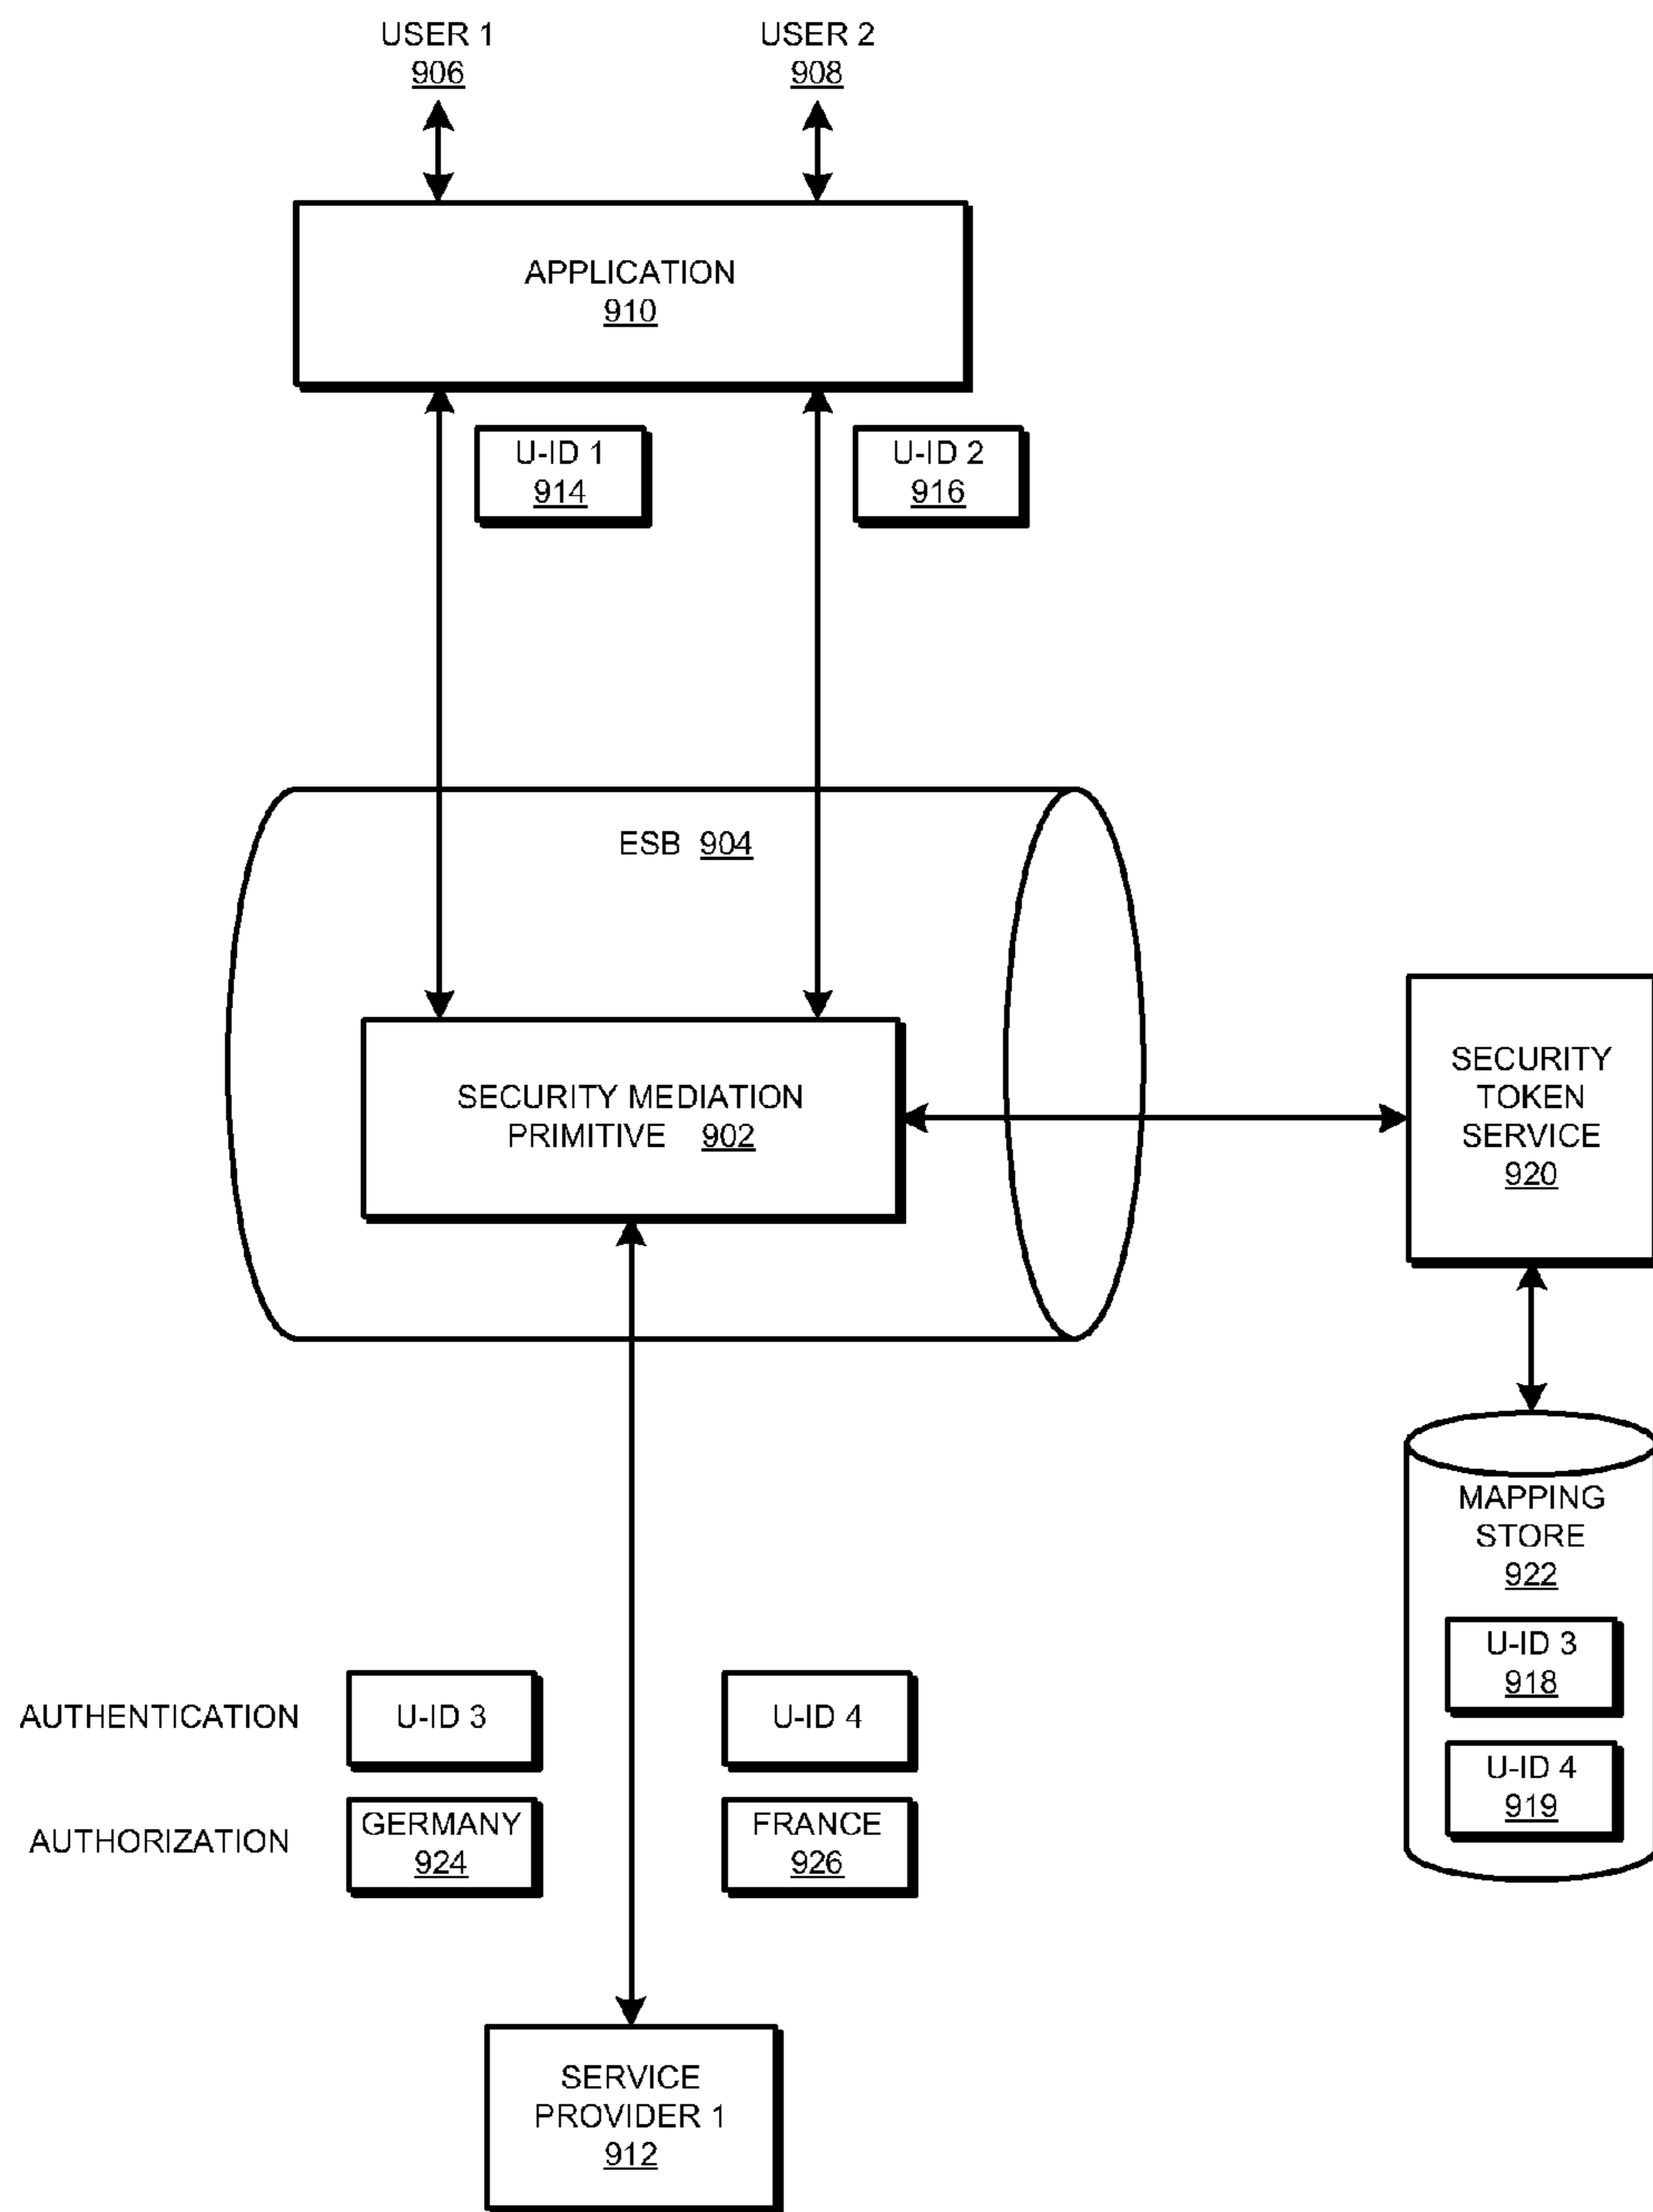 USER 1
906
USER 2
908
APPLICATION
910
U-ID 1
914
U-ID 2
916
ESB 904
SECURITY MEDIATION
PRIMITIVE 902
SECURITY
TOKEN
SERVICE
920
MAPPING
STORE
922
U-ID 3
918
U-ID 4
919
AUTHENTICATION
U-ID 3
U-ID 4
AUTHORIZATION
GERMANY
924
FRANCE
926
SERVICE
PROVIDER 1
912